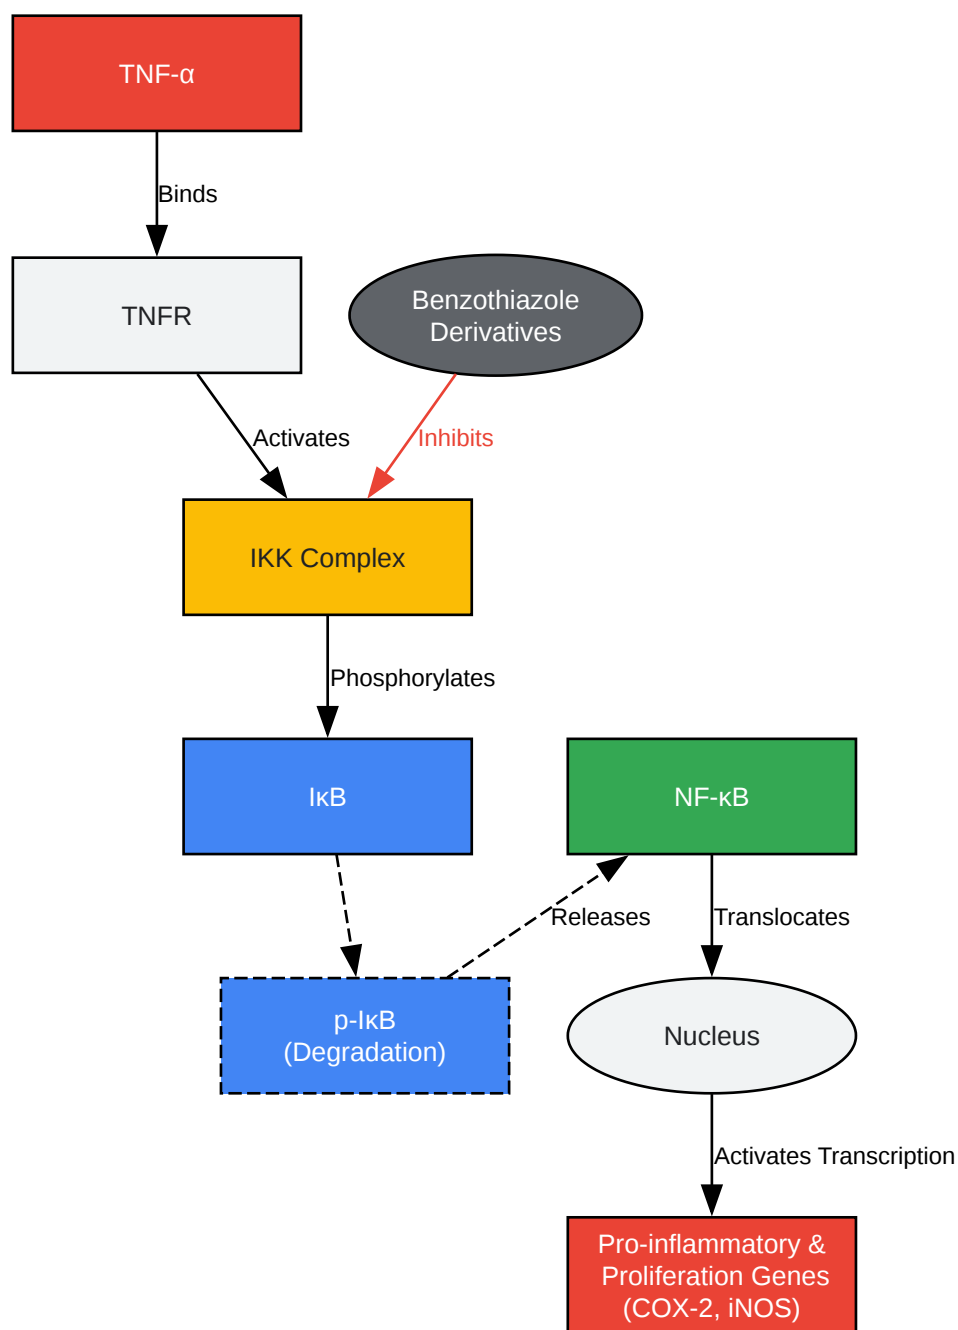 TNF-α
Binds
TNFR
Benzothiazole
Derivatives
Activates
Inhibits
IKK Complex
Phosphorylates
IκB
NF-κB
Releases
Translocates
p-IκB
(Degradation)
Nucleus
Activates Transcription
Pro-inflammatory &
Proliferation Genes
(COX-2, iNOS)